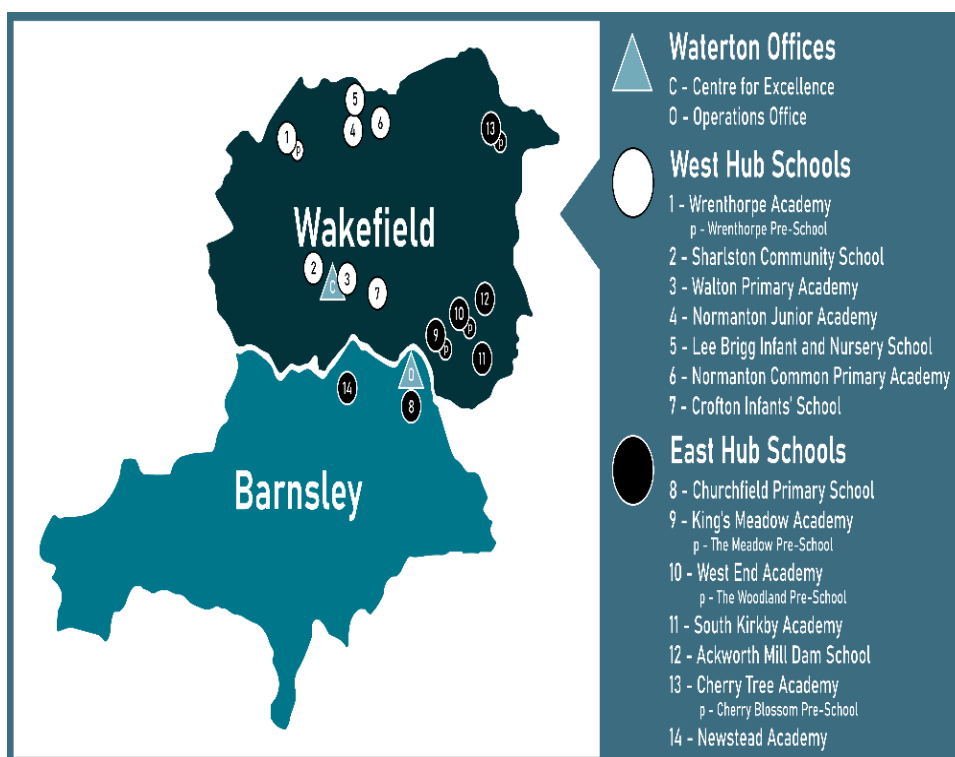 5
1
p
4
6
13
p
Wakefield
2
C
3
7
12
10
p
9
p
11
O
14
8
Barnsley
Waterton Offices
C - Centre for Excellence
O - Operations Office
West Hub Schools
1 - Wrenthorpe Academy
p - Wrenthorpe Pre-School
2 - Sharlston Community School
3 - Walton Primary Academy
4 - Normanton Junior Academy
5 - Lee Brigg Infant and Nursery School
6 - Normanton Common Primary Academy
7 - Crofton Infants' School
East Hub Schools
8 - Churchfield Primary School
9 - King's Meadow Academy
p - The Meadow Pre-School
10 - West End Academy
p - The Woodland Pre-School
11 - South Kirkby Academy
12 - Ackworth Mill Dam School
13 - Cherry Tree Academy
p - Cherry Blossom Pre-School
14 - Newstead Academy